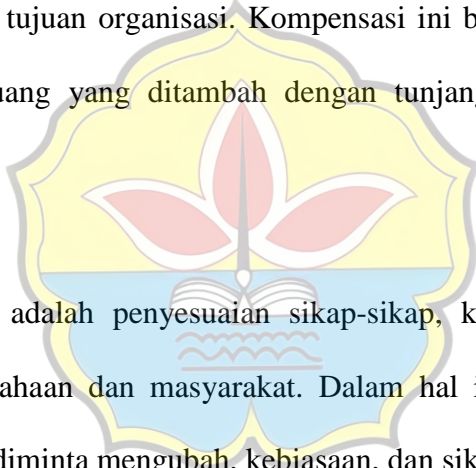 tujuan organisasi. Kompensasi ini b
uang yang ditambah dengan tunjang
adalah penyesuaian sikap-sikap, k
ahaan dan masyarakat. Dalam hal i
diminta mengubah, kebiasaan, dan sik